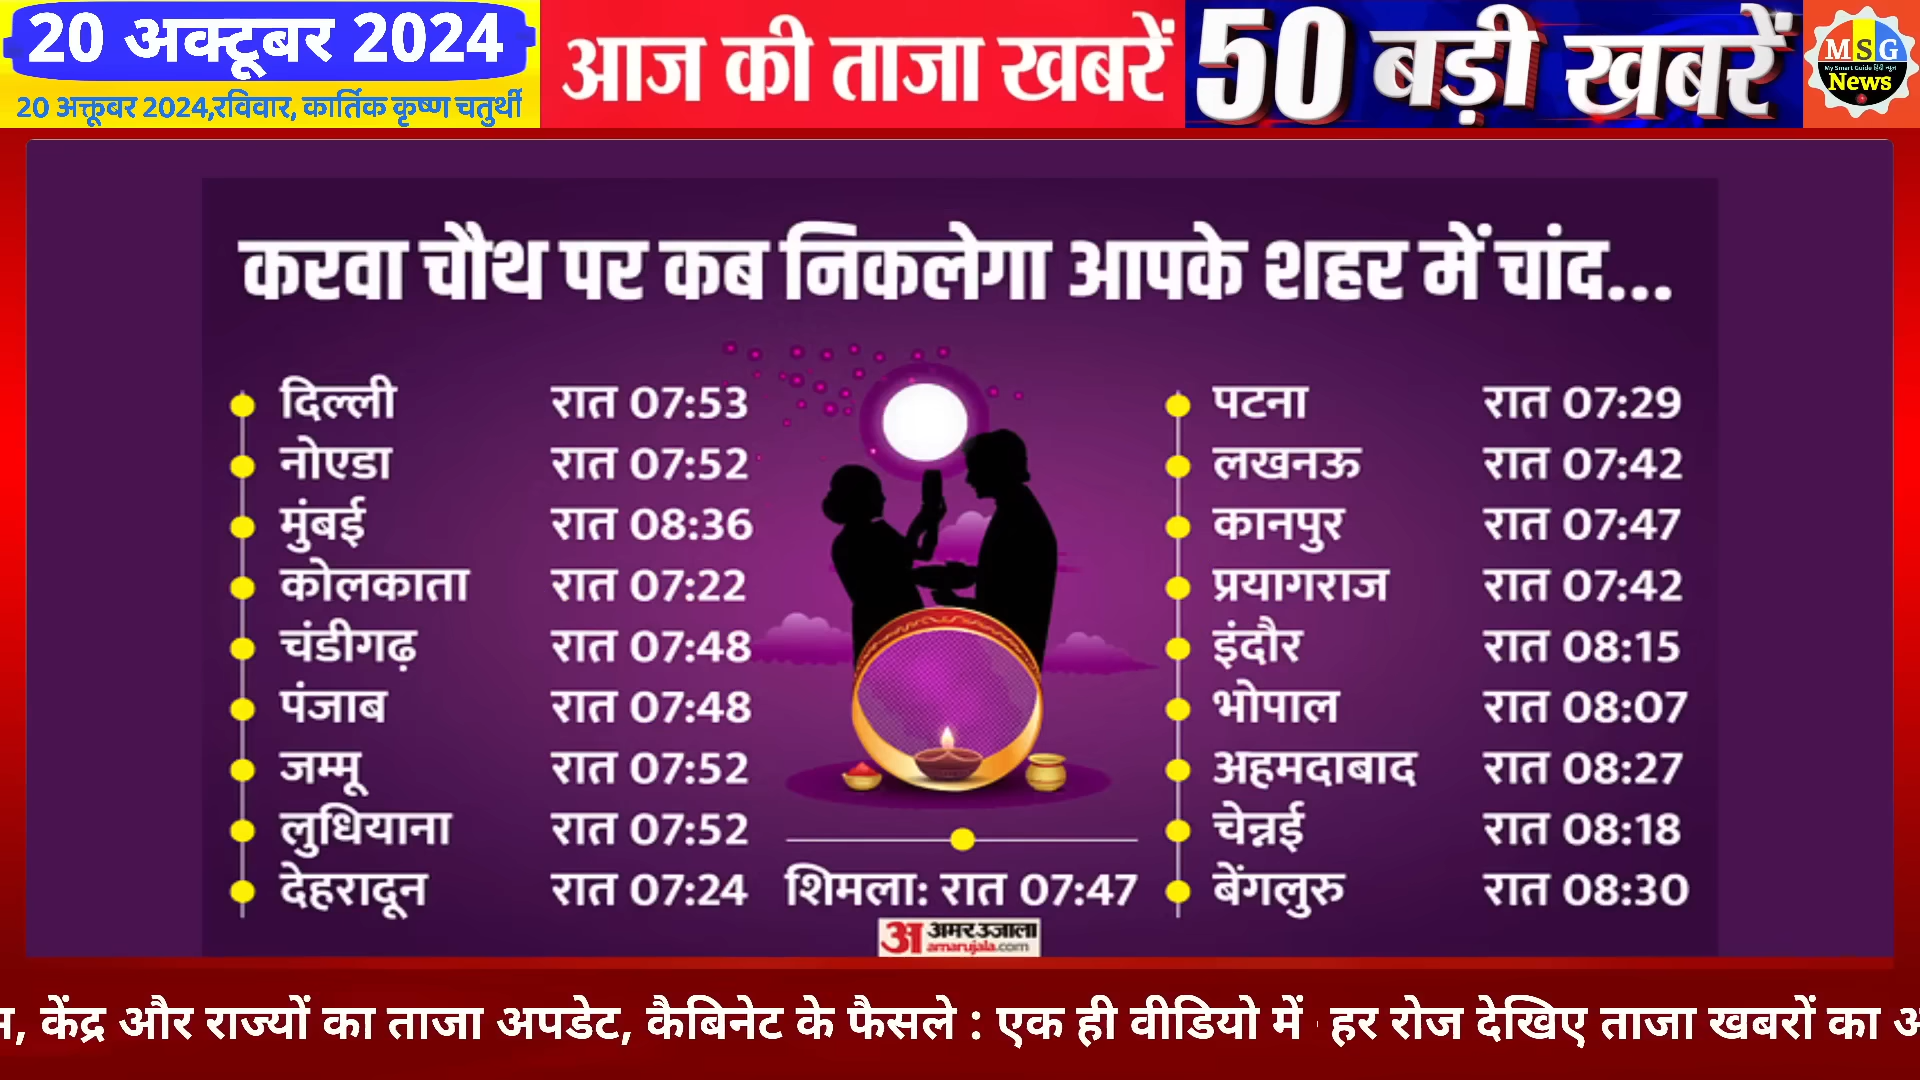 20 अक्टूबर 2024
20 अक्तूबर 2024,रविवार, कार्तिक कृष्ण चतुर्थी
आज की ताजा खबरें
50 बड़ी खबरें
MSG
My Smart Guide हिंदी न्यूज़
News
करवा चौथ पर कब निकलेगा आपके शहर में चांद...
दिल्ली रात 07:53
नोएडा रात 07:52
मुंबई रात 08:36
कोलकाता रात 07:22
चंडीगढ़ रात 07:48
पंजाब रात 07:48
जम्मू रात 07:52
लुधियाना रात 07:52
देहरादून रात 07:24
शिमला: रात 07:47
पटना रात 07:29
लखनऊ रात 07:42
कानपुर रात 07:47
प्रयागराज रात 07:42
इंदौर रात 08:15
भोपाल रात 08:07
अहमदाबाद रात 08:27
चेन्नई रात 08:18
बेंगलुरु रात 08:30
अ अमर उजाला
amarujala.com
, केंद्र और राज्यों का ताजा अपडेट, कैबिनेट के फैसले : एक ही वीडियो में हर रोज देखिए ताजा खबरों का